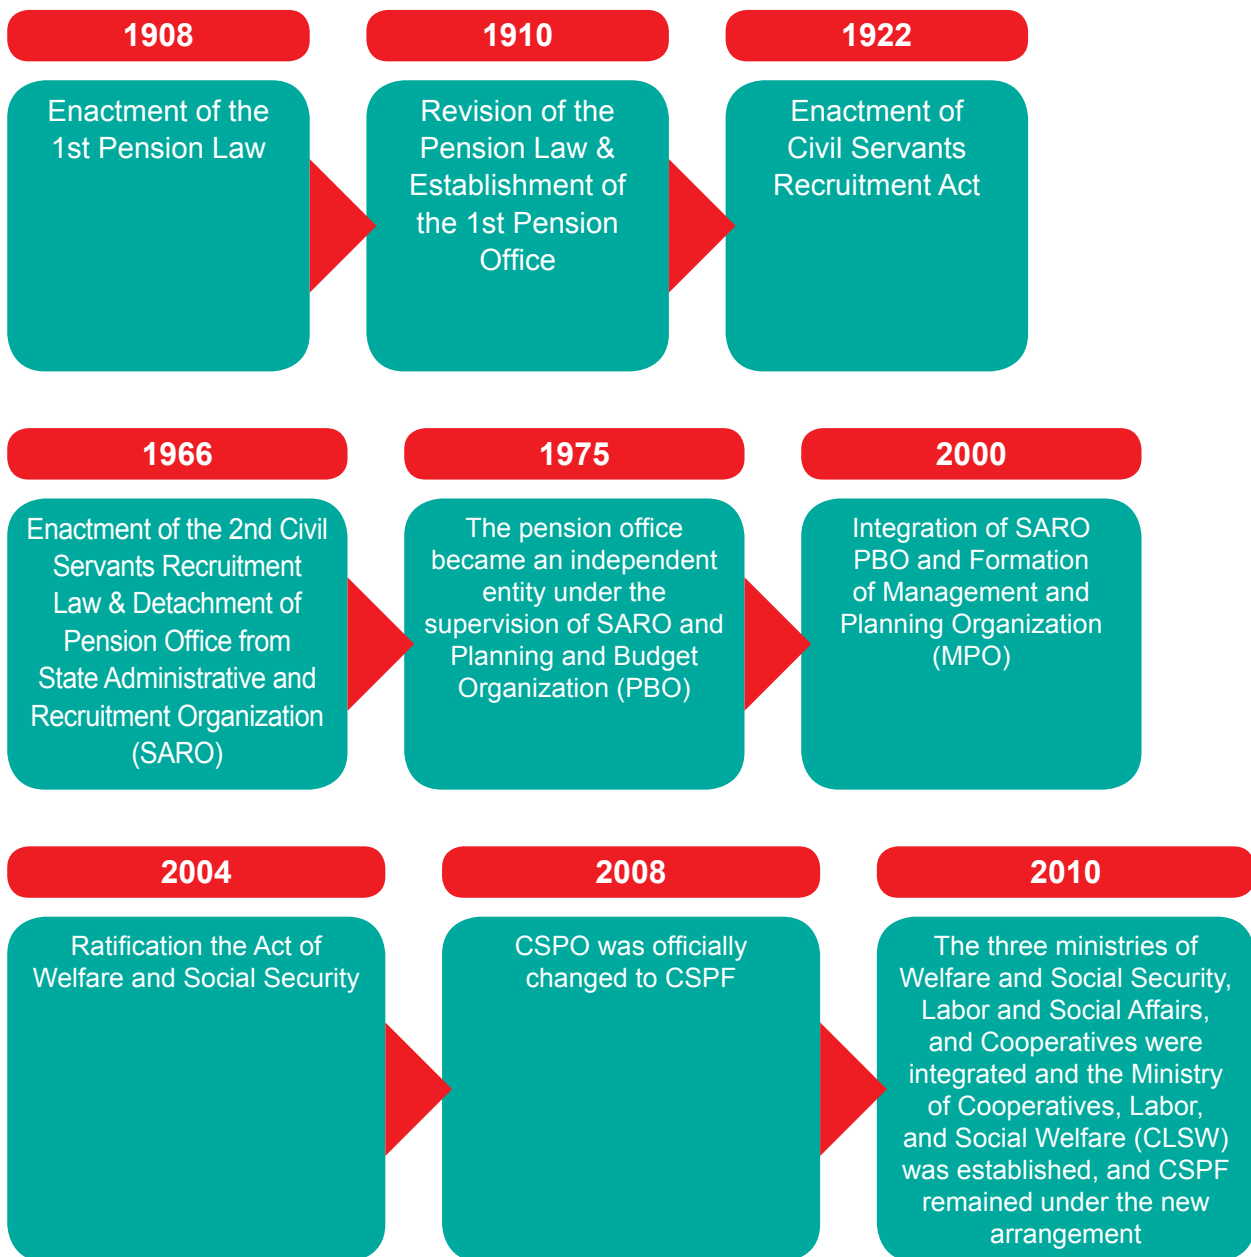 1908
Enactment of the
1st Pension Law
1910
Revision of the
Pension Law &
Establishment of
the 1st Pension
Office
1922
Enactment of
Civil Servants
Recruitment Act
1966
Enactment of the 2nd Civil
Servants Recruitment
Law & Detachment of
Pension Office from
State Administrative and
Recruitment Organization
(SARO)
1975
The pension office
became an independent
entity under the
supervision of SARO and
Planning and Budget
Organization (PBO)
2000
Integration of SARO
PBO and Formation
of Management and
Planning Organization
(MPO)
2004
Ratification the Act of
Welfare and Social Security
2008
CSPO was officially
changed to CSPF
2010
The three ministries of
Welfare and Social Security,
Labor and Social Affairs,
and Cooperatives were
integrated and the Ministry
of Cooperatives, Labor,
and Social Welfare (CLSW)
was established, and CSPF
remained under the new
arrangement